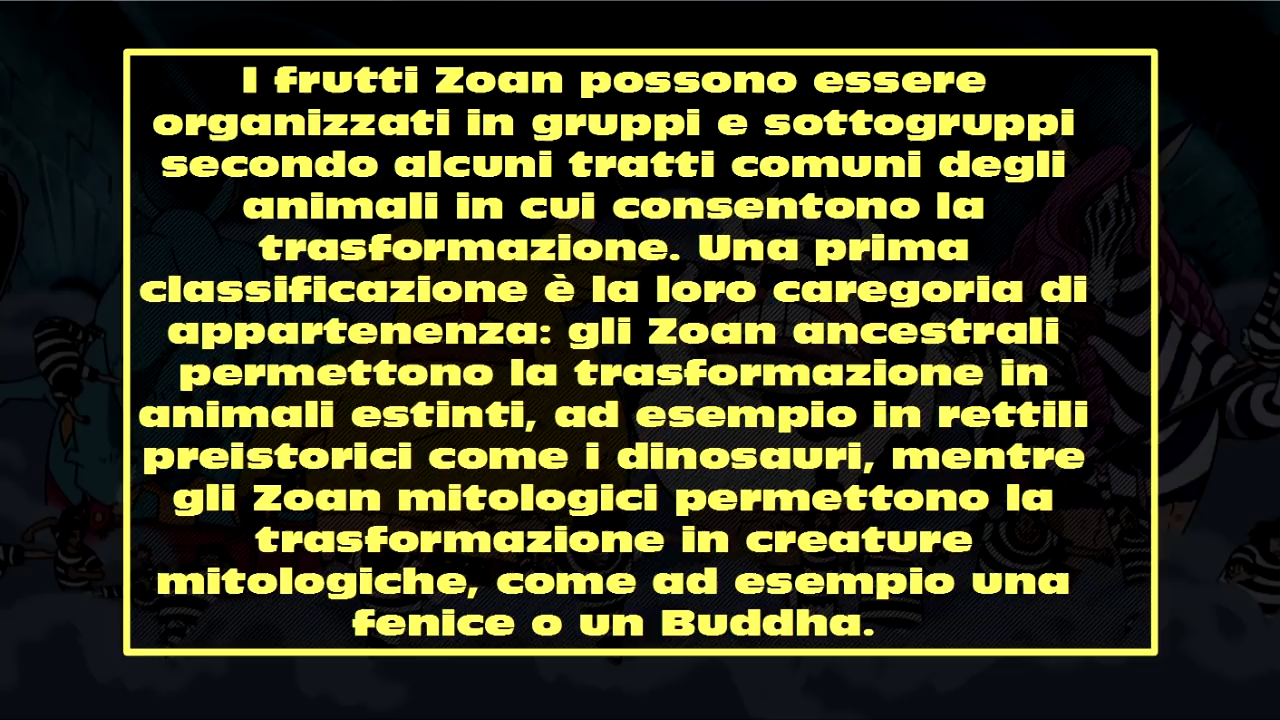 I frutti Zoan possono essere
organizzati in gruppi e sottogruppi
secondo alcuni tratti comuni degli
animali in cui consentono la
trasformazione. Una prima
classificazione è la loro caregoria di
appartenenza: gli Zoan ancestrali
permettono la trasformazione in
animali estinti, ad esempio in rettili
preistorici come i dinosauri, mentre
gli Zoan mitologici permettono la
trasformazione in creature
mitologiche, come ad esempio una
fenice o un Buddha.